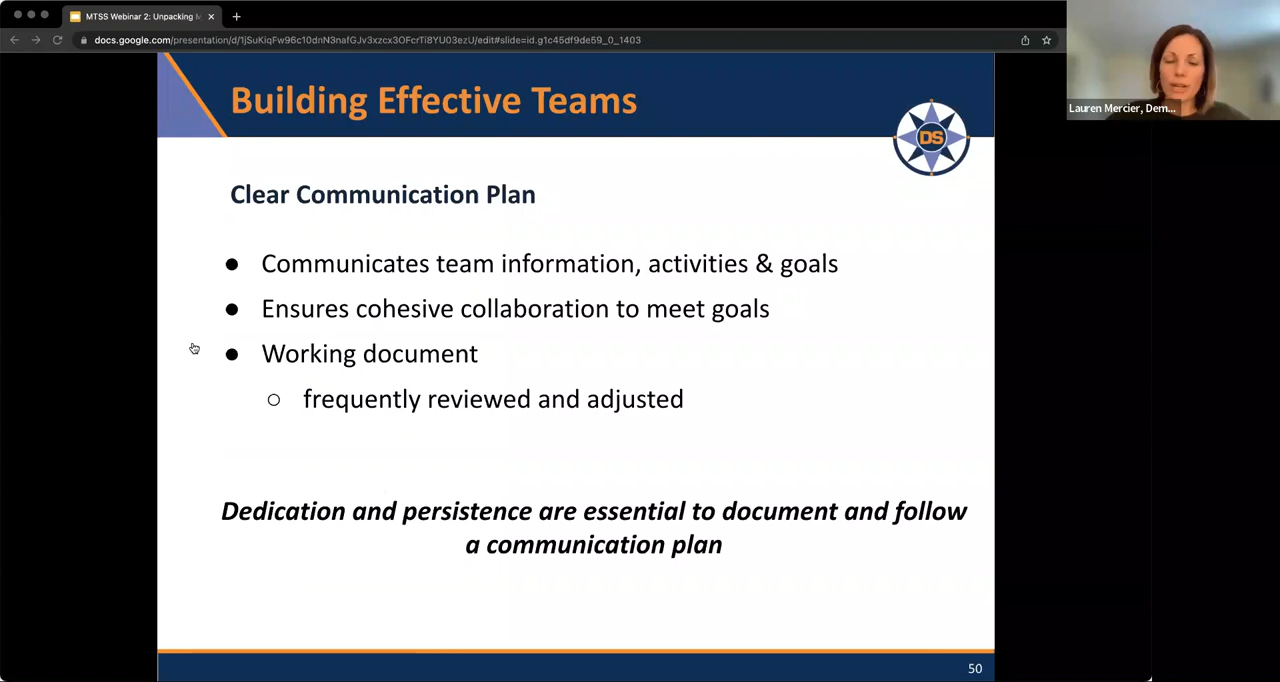 MTSS Webinar 2: Unpacking M
docs.google.com/presentation/d/1jSuKiqFw96c10dnN3nafGJv3xzcx3OFcrTi8YU03ezU/edit#slide=id.g1c45df9de59_0_1403
Lauren Mercier, Dem...
Building Effective Teams
DS
Clear Communication Plan
● Communicates team information, activities & goals
● Ensures cohesive collaboration to meet goals
● Working document
○ frequently reviewed and adjusted
Dedication and persistence are essential to document and follow
a communication plan
50